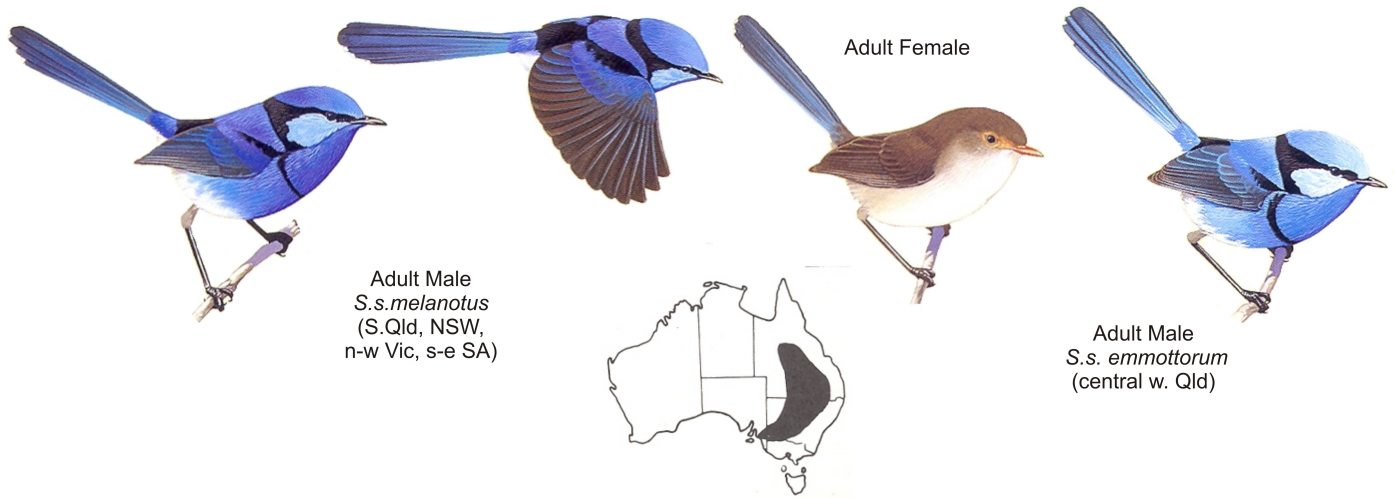 Adult Female
Adult Male
S.s.melanotus
(S.Qld, NSW,
n-w Vic, s-e SA)
Adult Male
S.s. emmottorum
(central w. Qld)